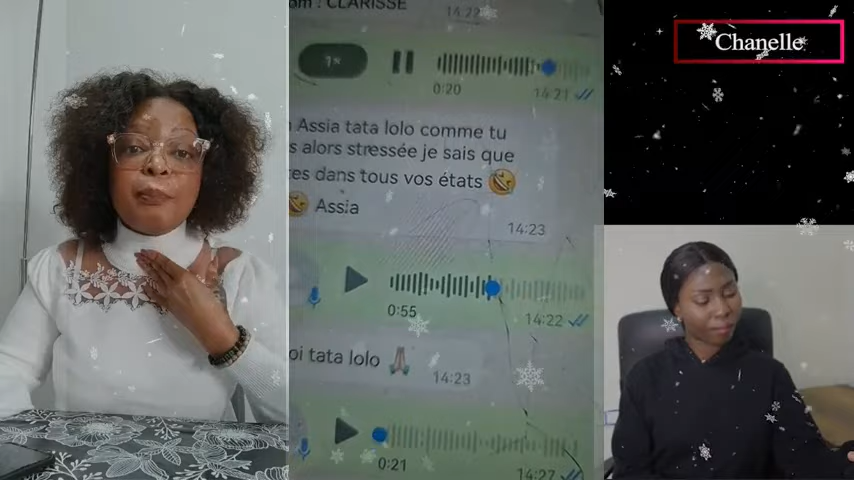 om : CLARISSE
14:22
1×
0:20
14:21
Assia tata lolo comme tu
s alors stressée je sais que
tes dans tous vos états 🤣
🤣 Assia
14:23
0:55
14:22
oi tata lolo 🙏🏻
14:23
0:21
14:27
Chanelle